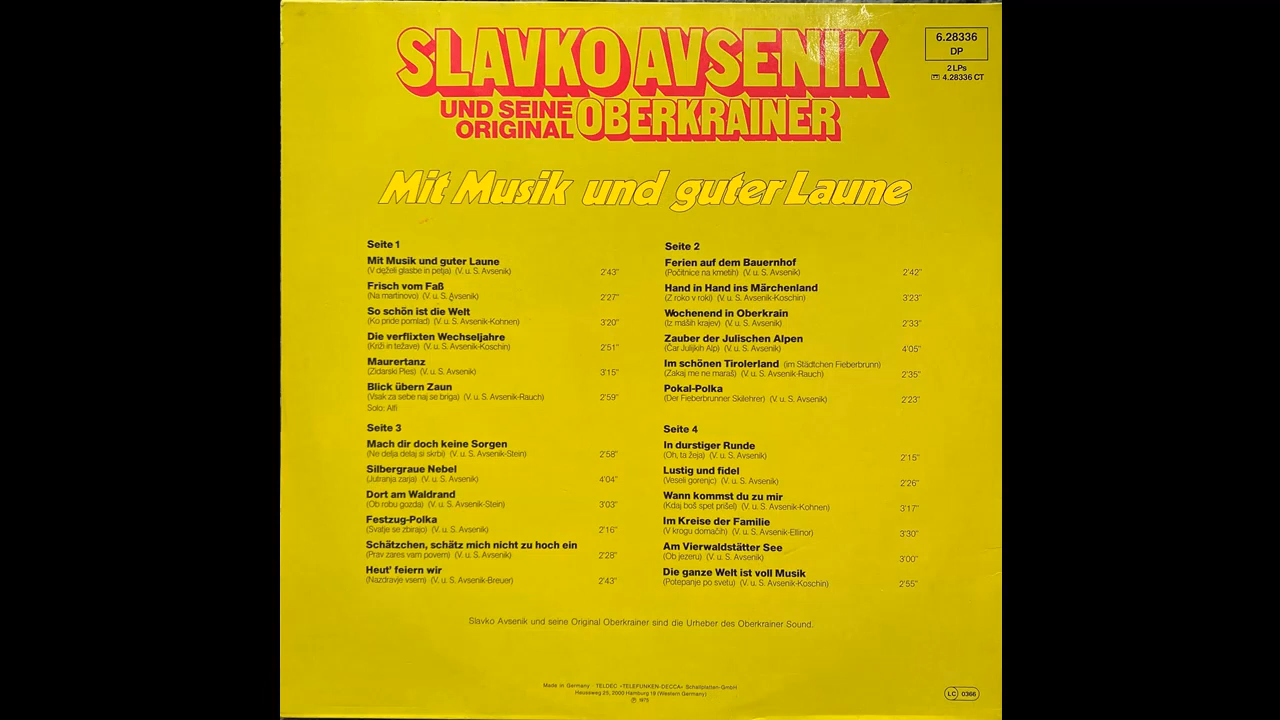 SLAVKO AVSENIK
UND SEINE
ORIGINAL OBERKRAINER
6.28336
DP
2 LPs
4.28336 CT
Mit Musik und guter Laune
Seite 1
Mit Musik und guter Laune
(V deželi glasbe in petja) (V. u. S. Avsenik) 2'43"
Frisch vom Faß
(Na martinovo) (V. u. S. Avsenik) 2'27"
So schön ist die Welt
(Ko pride pomlad) (V. u. S. Avsenik-Kohnen) 3'20"
Die verflixten Wechseljahre
(Križi in težave) (V. u. S. Avsenik-Koschin) 2'51"
Maurertanz
(Zidarski Ples) (V. u. S. Avsenik) 3'15"
Blick übern Zaun
(Vsak za sebe naj se briga) (V. u. S. Avsenik-Rauch) 2'59"
Solo: Alfi
Seite 2
Ferien auf dem Bauernhof
(Počitnice na kmetih) (V. u. S. Avsenik) 2'42"
Hand in Hand ins Märchenland
(Z roko v roki) (V. u. S. Avsenik-Koschin) 3'23"
Wochenend in Oberkrain
(Iz máših krajev) (V. u. S. Avsenik) 2'33"
Zauber der Julischen Alpen
(Čar Julijkih Alp) (V. u. S. Avsenik) 4'05"
Im schönen Tirolerland (im Städtchen Fieberbrunn)
(Zakaj me ne maraš) (V. u. S. Avsenik-Rauch) 2'35"
Pokal-Polka
(Der Fieberbrunner Skilehrer) (V. u. S. Avsenik) 2'23"
Seite 3
Mach dir doch keine Sorgen
(Ne delja delaj si skrbi) (V. u. S. Avsenik-Stein) 2'58"
Silbergraue Nebel
(Jutranja zarja) (V. u. S. Avsenik) 4'04"
Dort am Waldrand
(Ob robu gozda) (V. u. S. Avsenik-Stein) 3'03"
Festzug-Polka
(Svatje se zbirajo) (V. u. S. Avsenik) 2'16"
Schätzchen, schätz mich nicht zu hoch ein
(Prav zares vam povem) (V. u. S. Avsenik) 2'28"
Heut' feiern wir
(Nazdravje vsem) (V. u. S. Avsenik-Breuer) 2'43"
Seite 4
In durstiger Runde
(Oh, ta žeja) (V. u. S. Avsenik) 2'15"
Lustig und fidel
(Veseli gorenjc) (V. u. S. Avsenik) 2'26"
Wann kommst du zu mir
(Kdaj boš spet prišel) (V. u. S. Avsenik-Kohnen) 3'17"
Im Kreise der Familie
(V krogu domačih) (V. u. S. Avsenik-Ellinor) 3'30"
Am Vierwaldstätter See
(Ob jezeru) (V. u. S. Avsenik) 3'00"
Die ganze Welt ist voll Musik
(Potepanje po svetu) (V. u. S. Avsenik-Koschin) 2'55"
Slavko Avsenik und seine Original Oberkrainer sind die Urheber des Oberkrainer Sound.
Made in Germany · TELDEC »TELEFUNKEN-DECCA« Schallplatten-GmbH
Heussweg 25, 2000 Hamburg 19 (Western Germany)
Ⓟ 1975
LC 0366